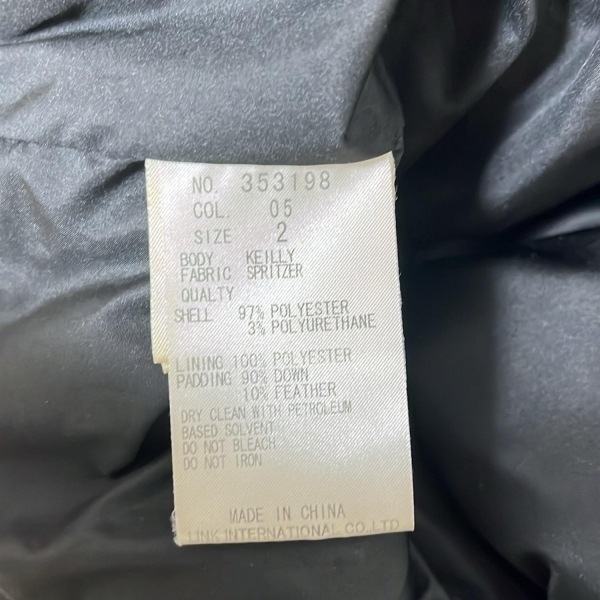 NO. 353198
COL. 05
SIZE 2
BODY KEILLY
FABRIC SPRITZER
QUALTY
SHELL 97% POLYESTER
3% POLYURETHANE
LINING 100% POLYESTER
PADDING 90% DOWN
10% FEATHER
DRY CLEAN WITH PETROLEUM
BASED SOLVENT
DO NOT BLEACH
DO NOT IRON
MADE IN CHINA
LINK INTERNATIONAL CO.,LTD